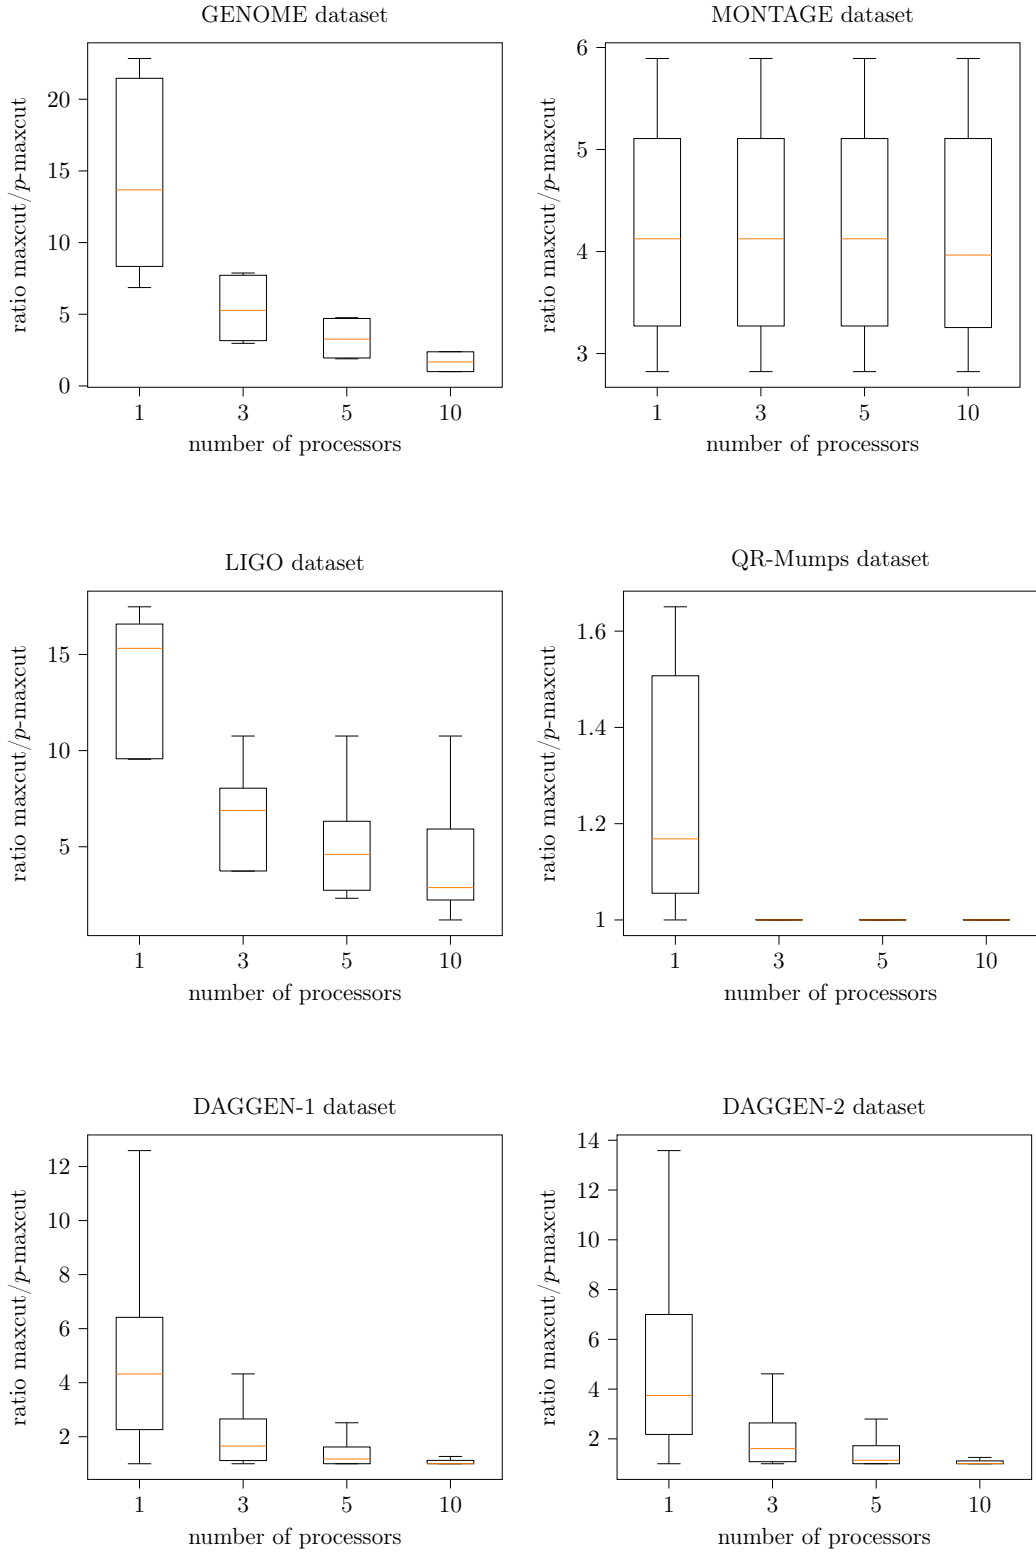 GENOME dataset
ratio maxcut/p-maxcut
20
15
10
5
0
1 3 5 10
number of processors
MONTAGE dataset
ratio maxcut/p-maxcut
6
5
4
3
1 3 5 10
number of processors
LIGO dataset
ratio maxcut/p-maxcut
15
10
5
1 3 5 10
number of processors
QR-Mumps dataset
ratio maxcut/p-maxcut
1.6
1.4
1.2
1
1 3 5 10
number of processors
DAGGEN-1 dataset
ratio maxcut/p-maxcut
12
10
8
6
4
2
1 3 5 10
number of processors
DAGGEN-2 dataset
ratio maxcut/p-maxcut
14
12
10
8
6
4
2
1 3 5 10
number of processors